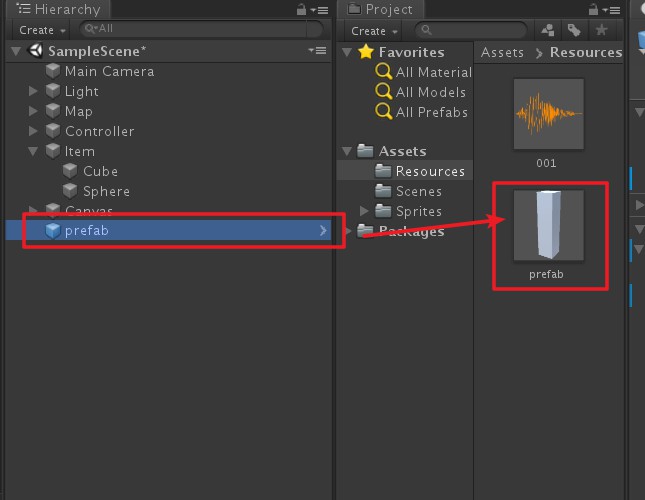 Hierarchy
Create
All
SampleScene*
Main Camera
Light
Map
Controller
Item
Cube
Sphere
Canvas
prefab
Project
Create
Favorites
All Material
All Models
All Prefabs
Assets
Resources
Scenes
Sprites
Packages
Assets > Resources
001
prefab